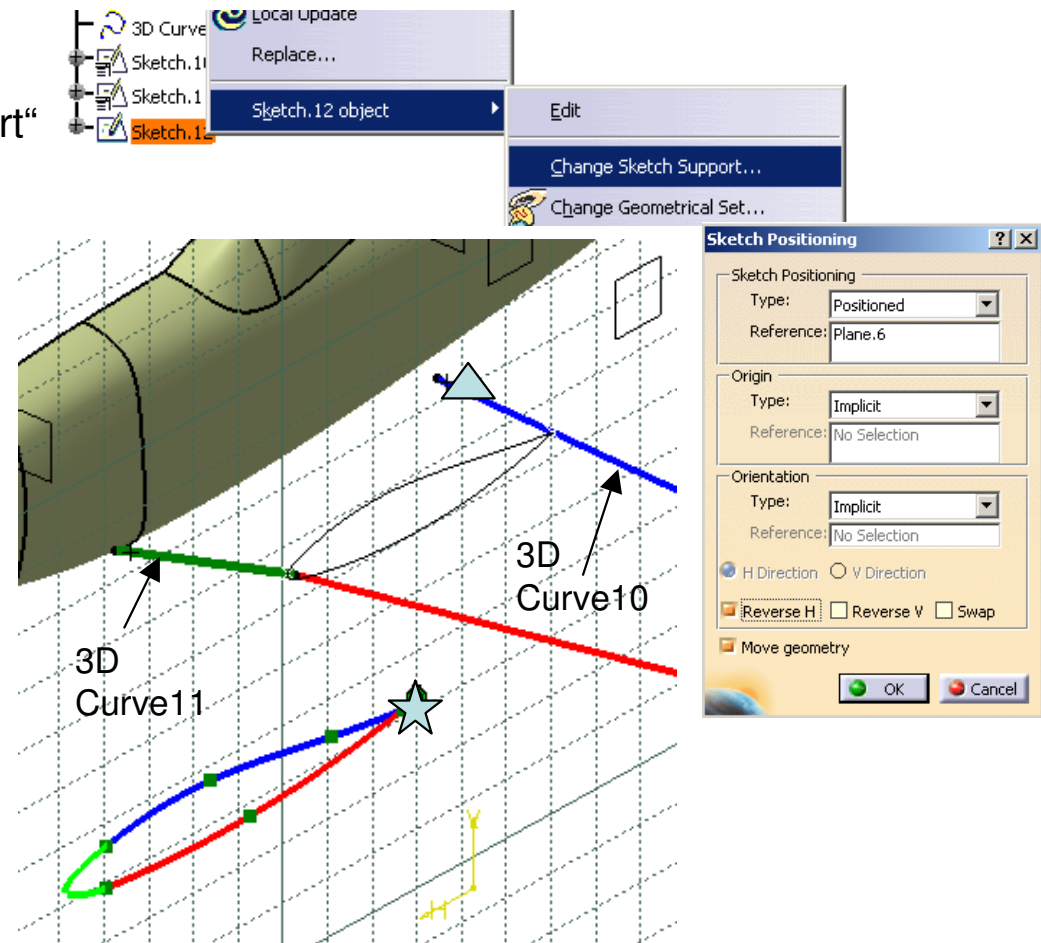 Local Update
3D Curve
Replace...
Sketch.1
Sketch.1
Sketch.12 object
Edit
rt“
Sketch.12
Change Sketch Support...
Change Geometrical Set...
Sketch Positioning
? X
Sketch Positioning
Type: Positioned
Reference: Plane.6
Origin
Type: Implicit
Reference: No Selection
Orientation
Type: Implicit
Reference: No Selection
H Direction V Direction
Reverse H Reverse V Swap
Move geometry
OK Cancel
3D
Curve10
3D
Curve11
V
H